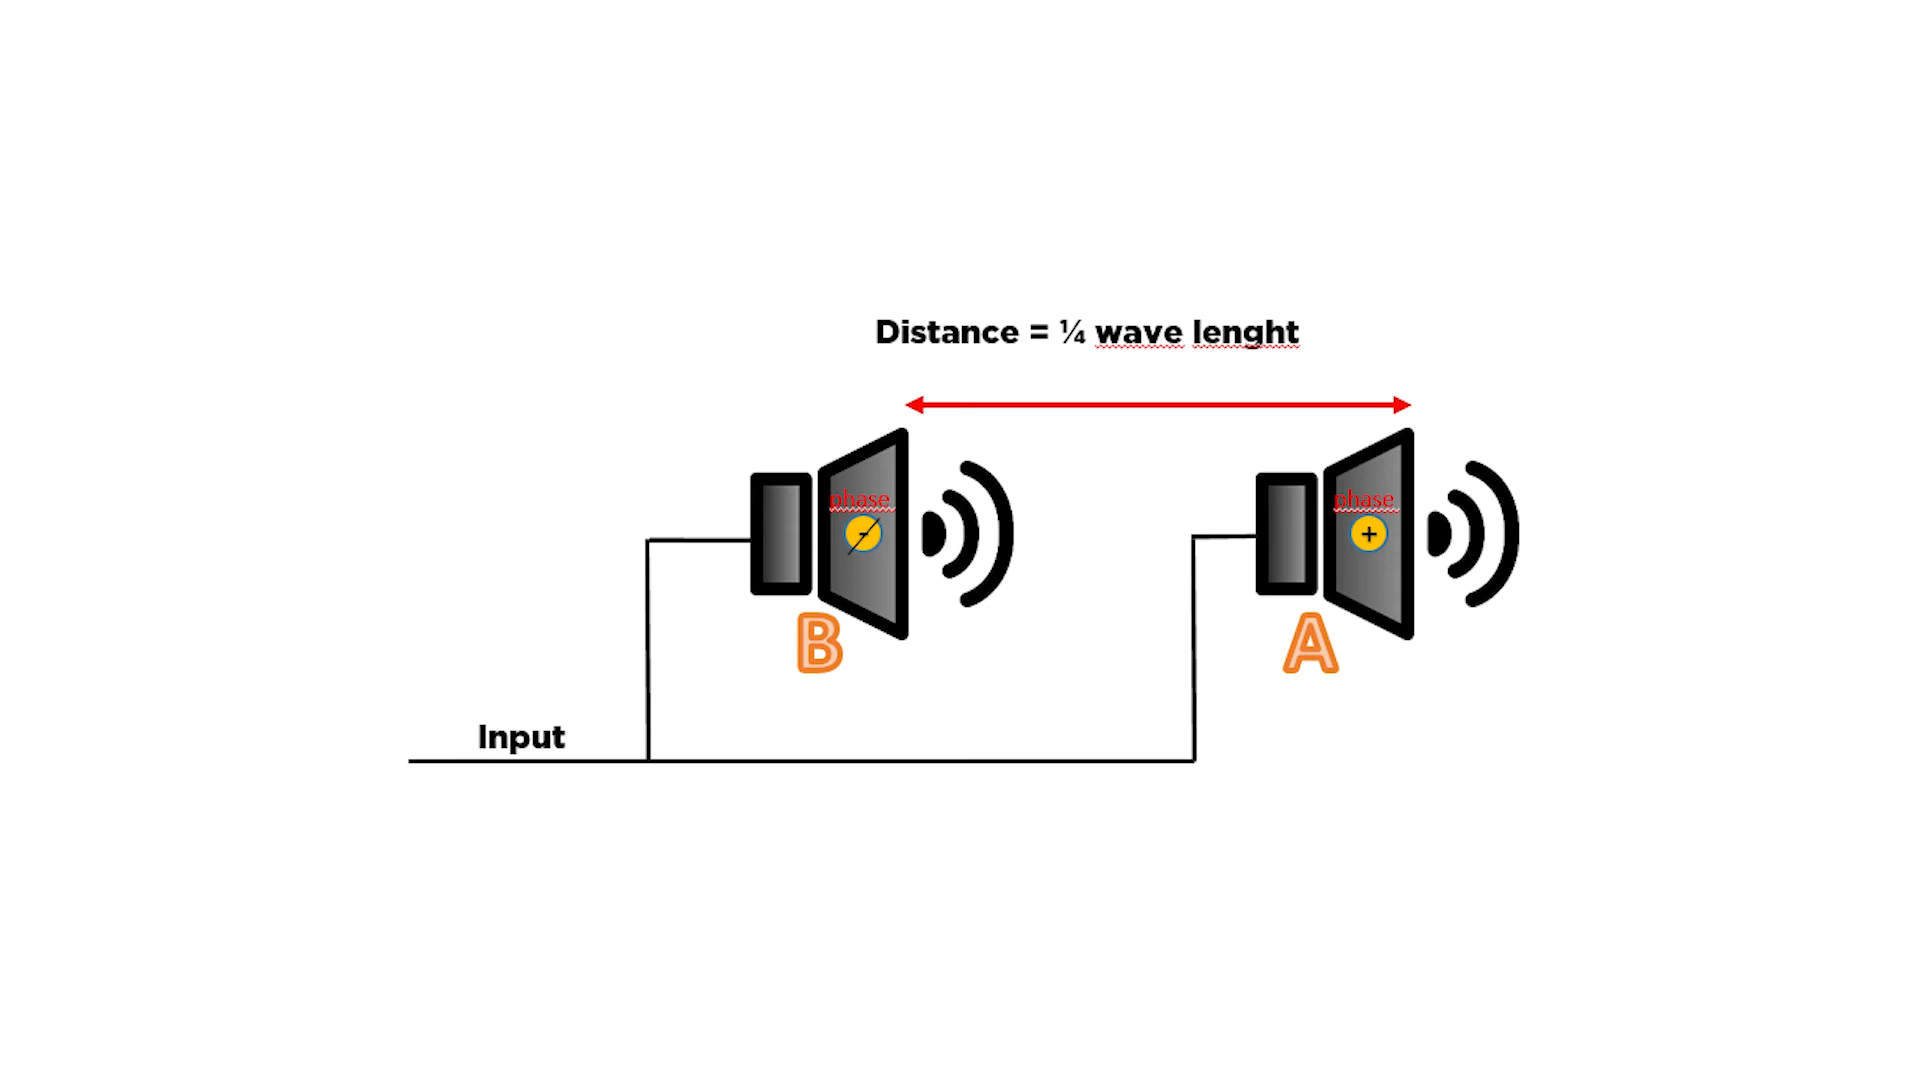 Distance = ¼ wave lenght
phase
-
phase
+
B
A
Input